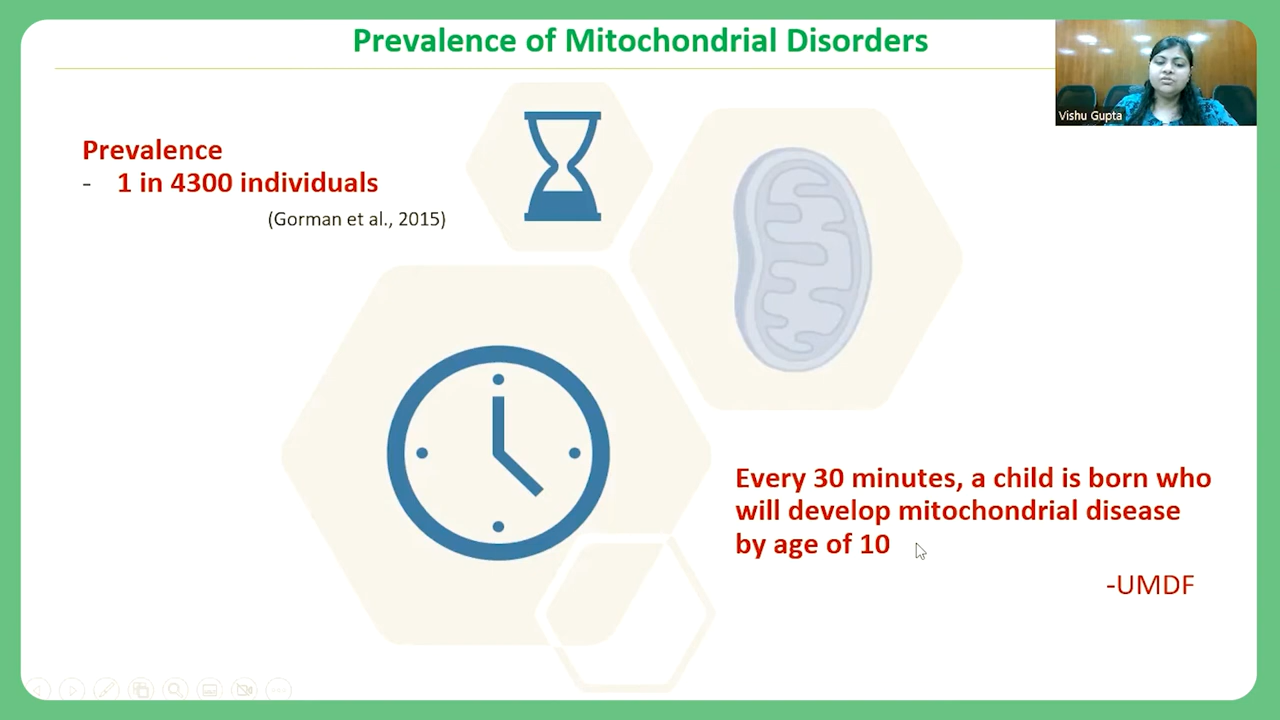 Prevalence of Mitochondrial Disorders
Vishu Gupta
Prevalence
- 1 in 4300 individuals
(Gorman et al., 2015)
Every 30 minutes, a child is born who
will develop mitochondrial disease
by age of 10
-UMDF